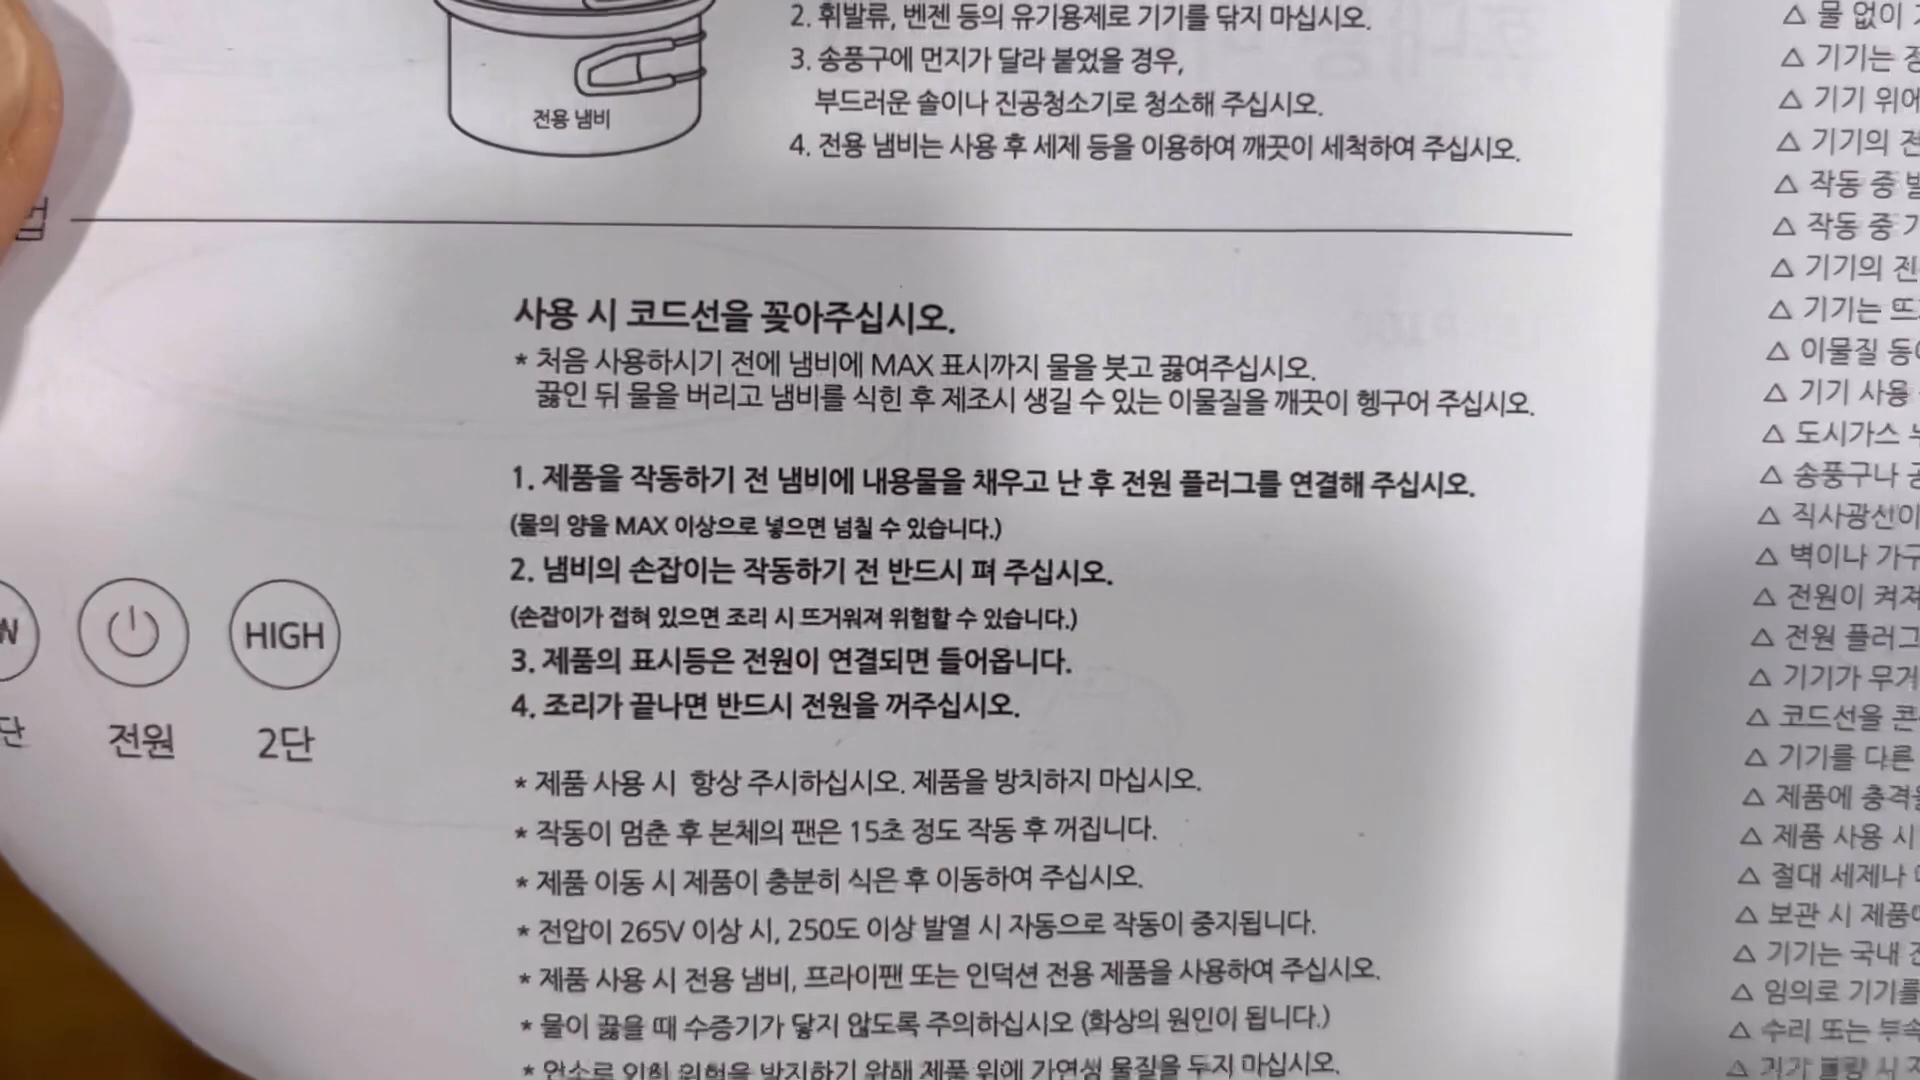 전용 냄비
2. 휘발류, 벤젠 등의 유기용제로 기기를 닦지 마십시오.
3. 송풍구에 먼지가 달라 붙었을 경우,
부드러운 솔이나 진공청소기로 청소해 주십시오.
4. 전용 냄비는 사용 후 세제 등을 이용하여 깨끗이 세척하여 주십시오.
사용 시 코드선을 꽂아주십시오.
* 처음 사용하시기 전에 냄비에 MAX 표시까지 물을 붓고 끓여주십시오.
끓인 뒤 물을 버리고 냄비를 식힌 후 제조시 생길 수 있는 이물질을 깨끗이 헹구어 주십시오.
1. 제품을 작동하기 전 냄비에 내용물을 채우고 난 후 전원 플러그를 연결해 주십시오.
(물의 양을 MAX 이상으로 넣으면 넘칠 수 있습니다.)
2. 냄비의 손잡이는 작동하기 전 반드시 펴 주십시오.
(손잡이가 접혀 있으면 조리 시 뜨거워져 위험할 수 있습니다.)
3. 제품의 표시등은 전원이 연결되면 들어옵니다.
4. 조리가 끝나면 반드시 전원을 꺼주십시오.
HIGH
단 전원 2단
* 제품 사용 시 항상 주시하십시오. 제품을 방치하지 마십시오.
* 작동이 멈춘 후 본체의 팬은 15초 정도 작동 후 꺼집니다.
* 제품 이동 시 제품이 충분히 식은 후 이동하여 주십시오.
* 전압이 265V 이상 시, 250도 이상 발열 시 자동으로 작동이 중지됩니다.
* 제품 사용 시 전용 냄비, 프라이팬 또는 인덕션 전용 제품을 사용하여 주십시오.
* 물이 끓을 때 수증기가 닿지 않도록 주의하십시오 (화상의 원인이 됩니다.)
* 위험을 방지하기 위해 제품 위에 가연성 물질을 두지 마십시오.
△ 물 없이
△ 기기는
△ 기기 위에
△ 기기의
△ 작동 중
△ 작동 중
△ 기기의
△ 기기는
△ 이물질
△ 기기 사용
△ 도시가스
△ 송풍구나
△ 직사광선이
△ 벽이나
△ 전원이 켜져
△ 전원 플러그
△ 기기가
△ 코드선을
△ 기기를 다른
△ 제품에
△ 제품 사용 시
△ 절대 세제나
△ 보관 시
△ 기기는 국내
△ 임의로 기기를
△ 수리 또는